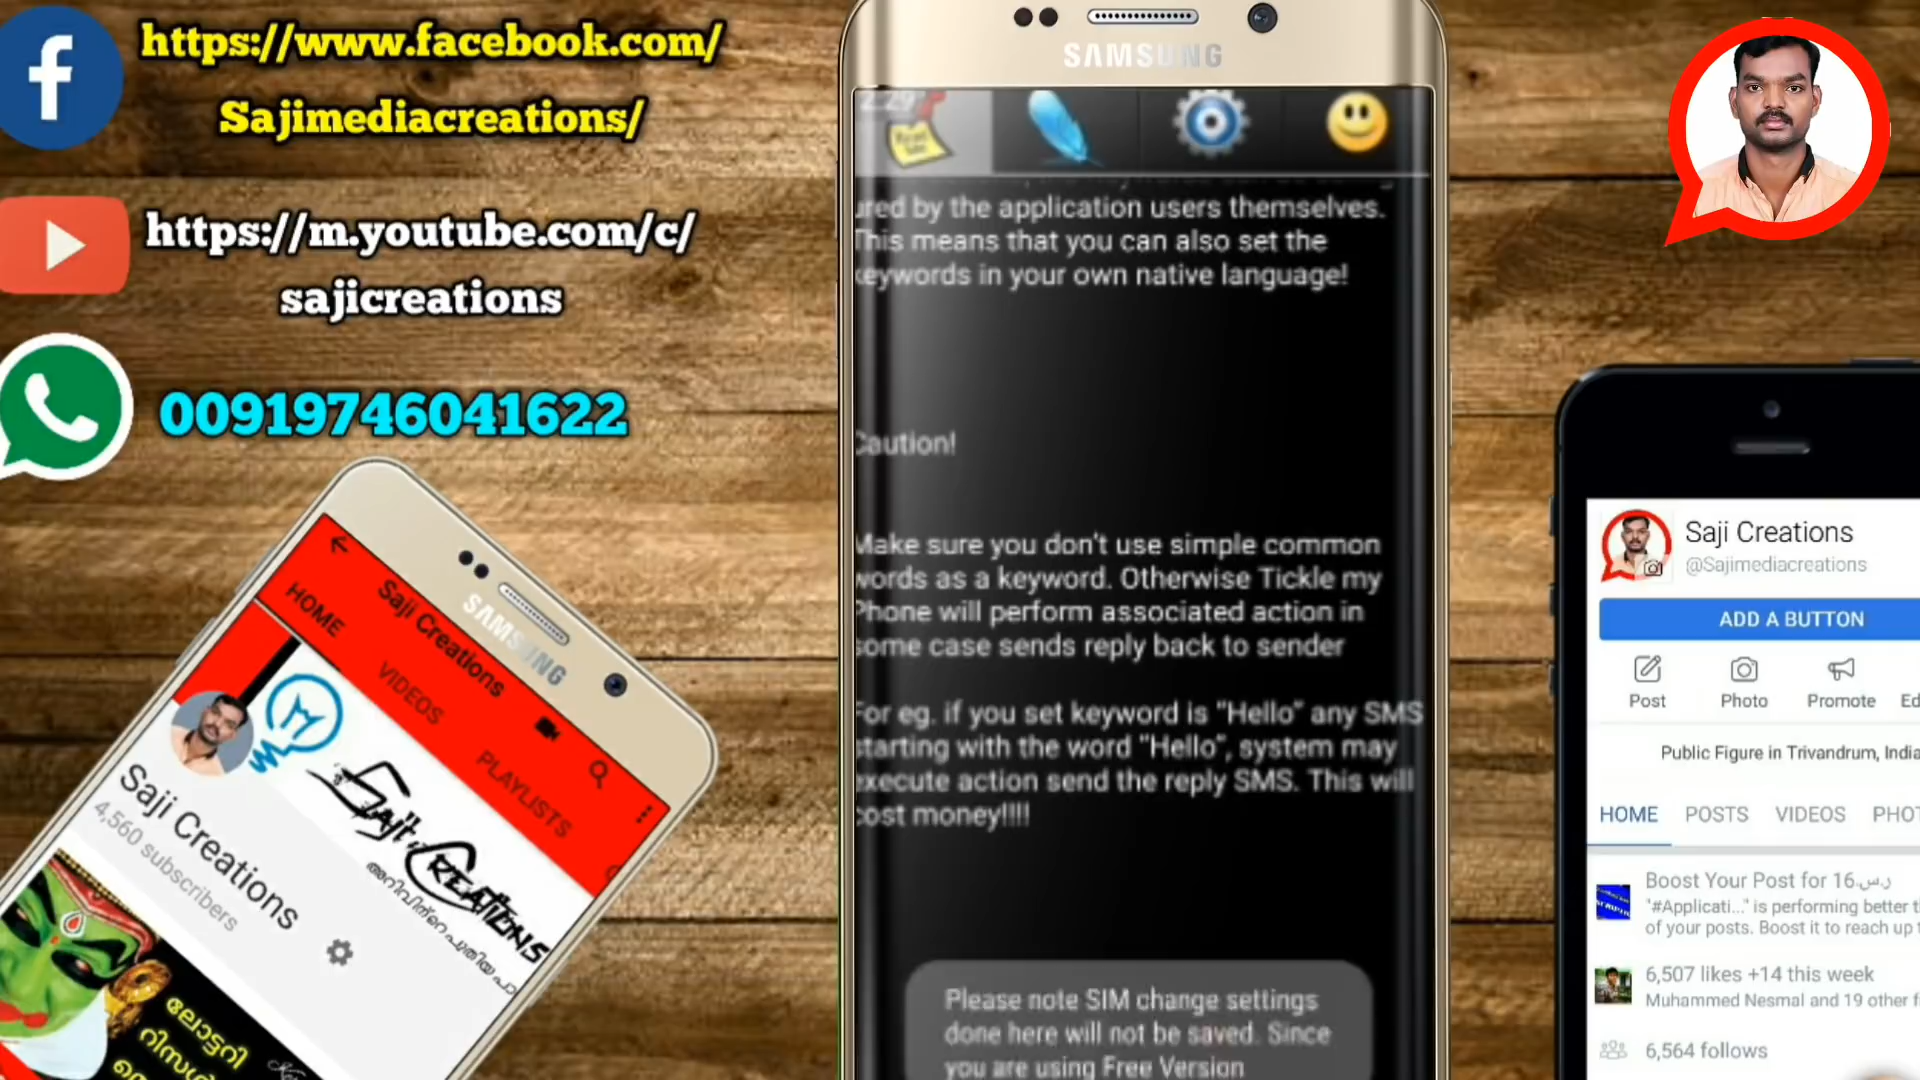 https://www.facebook.com/
Sajimediacreations/
https://m.youtube.com/c/
sajicreations
00919746041622
SAMSUNG
Saji Creations
HOME
VIDEOS
PLAYLISTS
SAMSUNG
SAJI CREATIONS
അറിവിന്റെ പുതിയ
Saji Creations
4,560 subscribers
ലോട്ടറി
ured by the application users themselves.
This means that you can also set the
keywords in your own native language!
Caution!
Make sure you don't use simple common
words as a keyword. Otherwise Tickle my
Phone will perform associated action in
some case sends reply back to sender
For eg. if you set keyword is "Hello" any SMS
starting with the word "Hello", system may
execute action send the reply SMS. This will
cost money!!!!
Please note SIM change settings
done here will not be saved. Since
you are using Free Version
Saji Creations
@Sajimediacreations
ADD A BUTTON
Post Photo Promote Ed
Public Figure in Trivandrum, India
HOME POSTS VIDEOS PHOT
Boost Your Post for 16.ر.س
"#Applicati..." is performing better t
of your posts. Boost it to reach up t
6,507 likes +14 this week
Muhammed Nesmal and 19 other f
6,564 follows